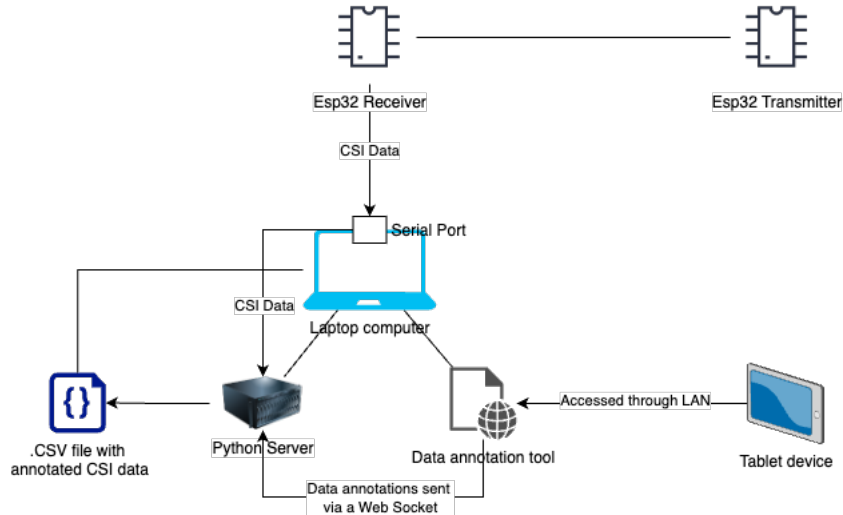 Esp32 Receiver
Esp32 Transmitter
CSI Data
Serial Port
CSI Data
Laptop computer
{}
Accessed through LAN
.CSV file with
annotated CSI data
Python Server
Data annotation tool
Tablet device
Data annotations sent
via a Web Socket